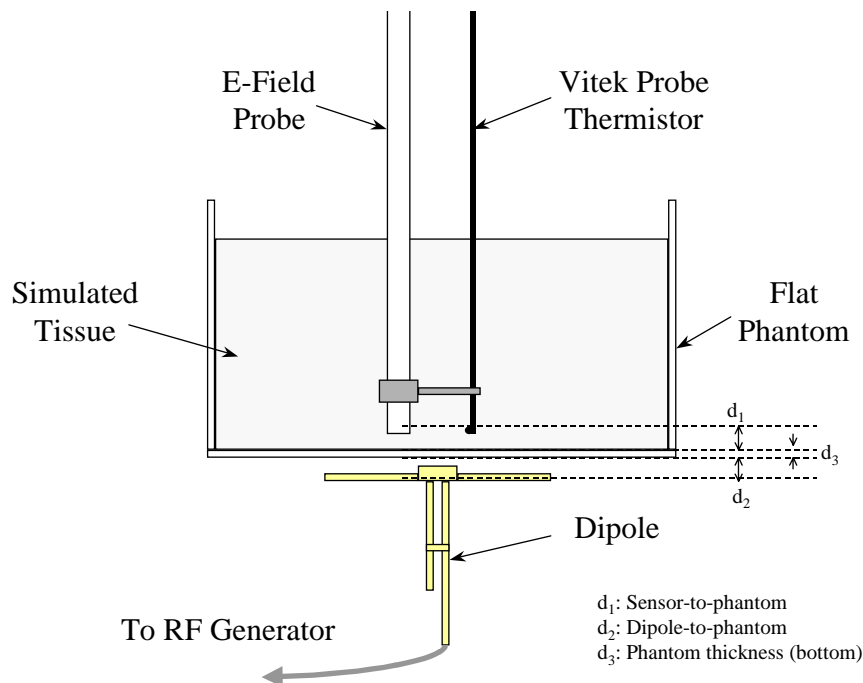 E-Field
Probe
Vitek Probe
Thermistor
Simulated
Tissue
Flat
Phantom
d₁
d₃
d₂
Dipole
To RF Generator
d₁: Sensor-to-phantom
d₂: Dipole-to-phantom
d₃: Phantom thickness (bottom)